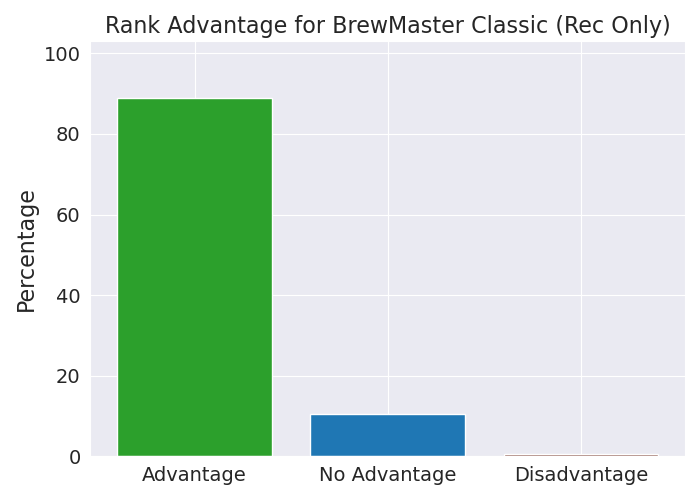 Rank Advantage for BrewMaster Classic (Rec Only)
100
80
60
40
20
0
Percentage
Advantage
No Advantage
Disadvantage